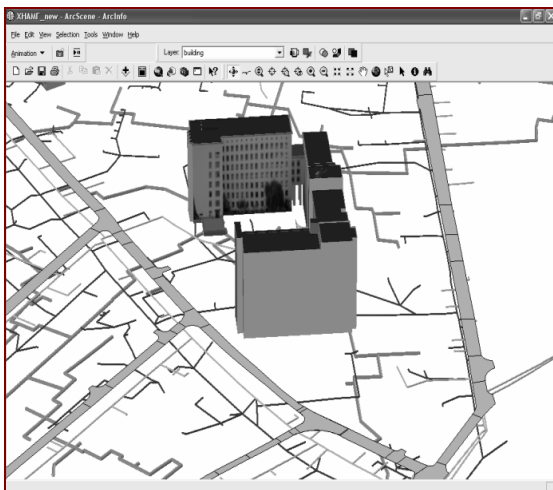 XHAMF_new - ArcScene - ArcInfo
File Edit View Selection Tools Window Help
Animation Layer: building